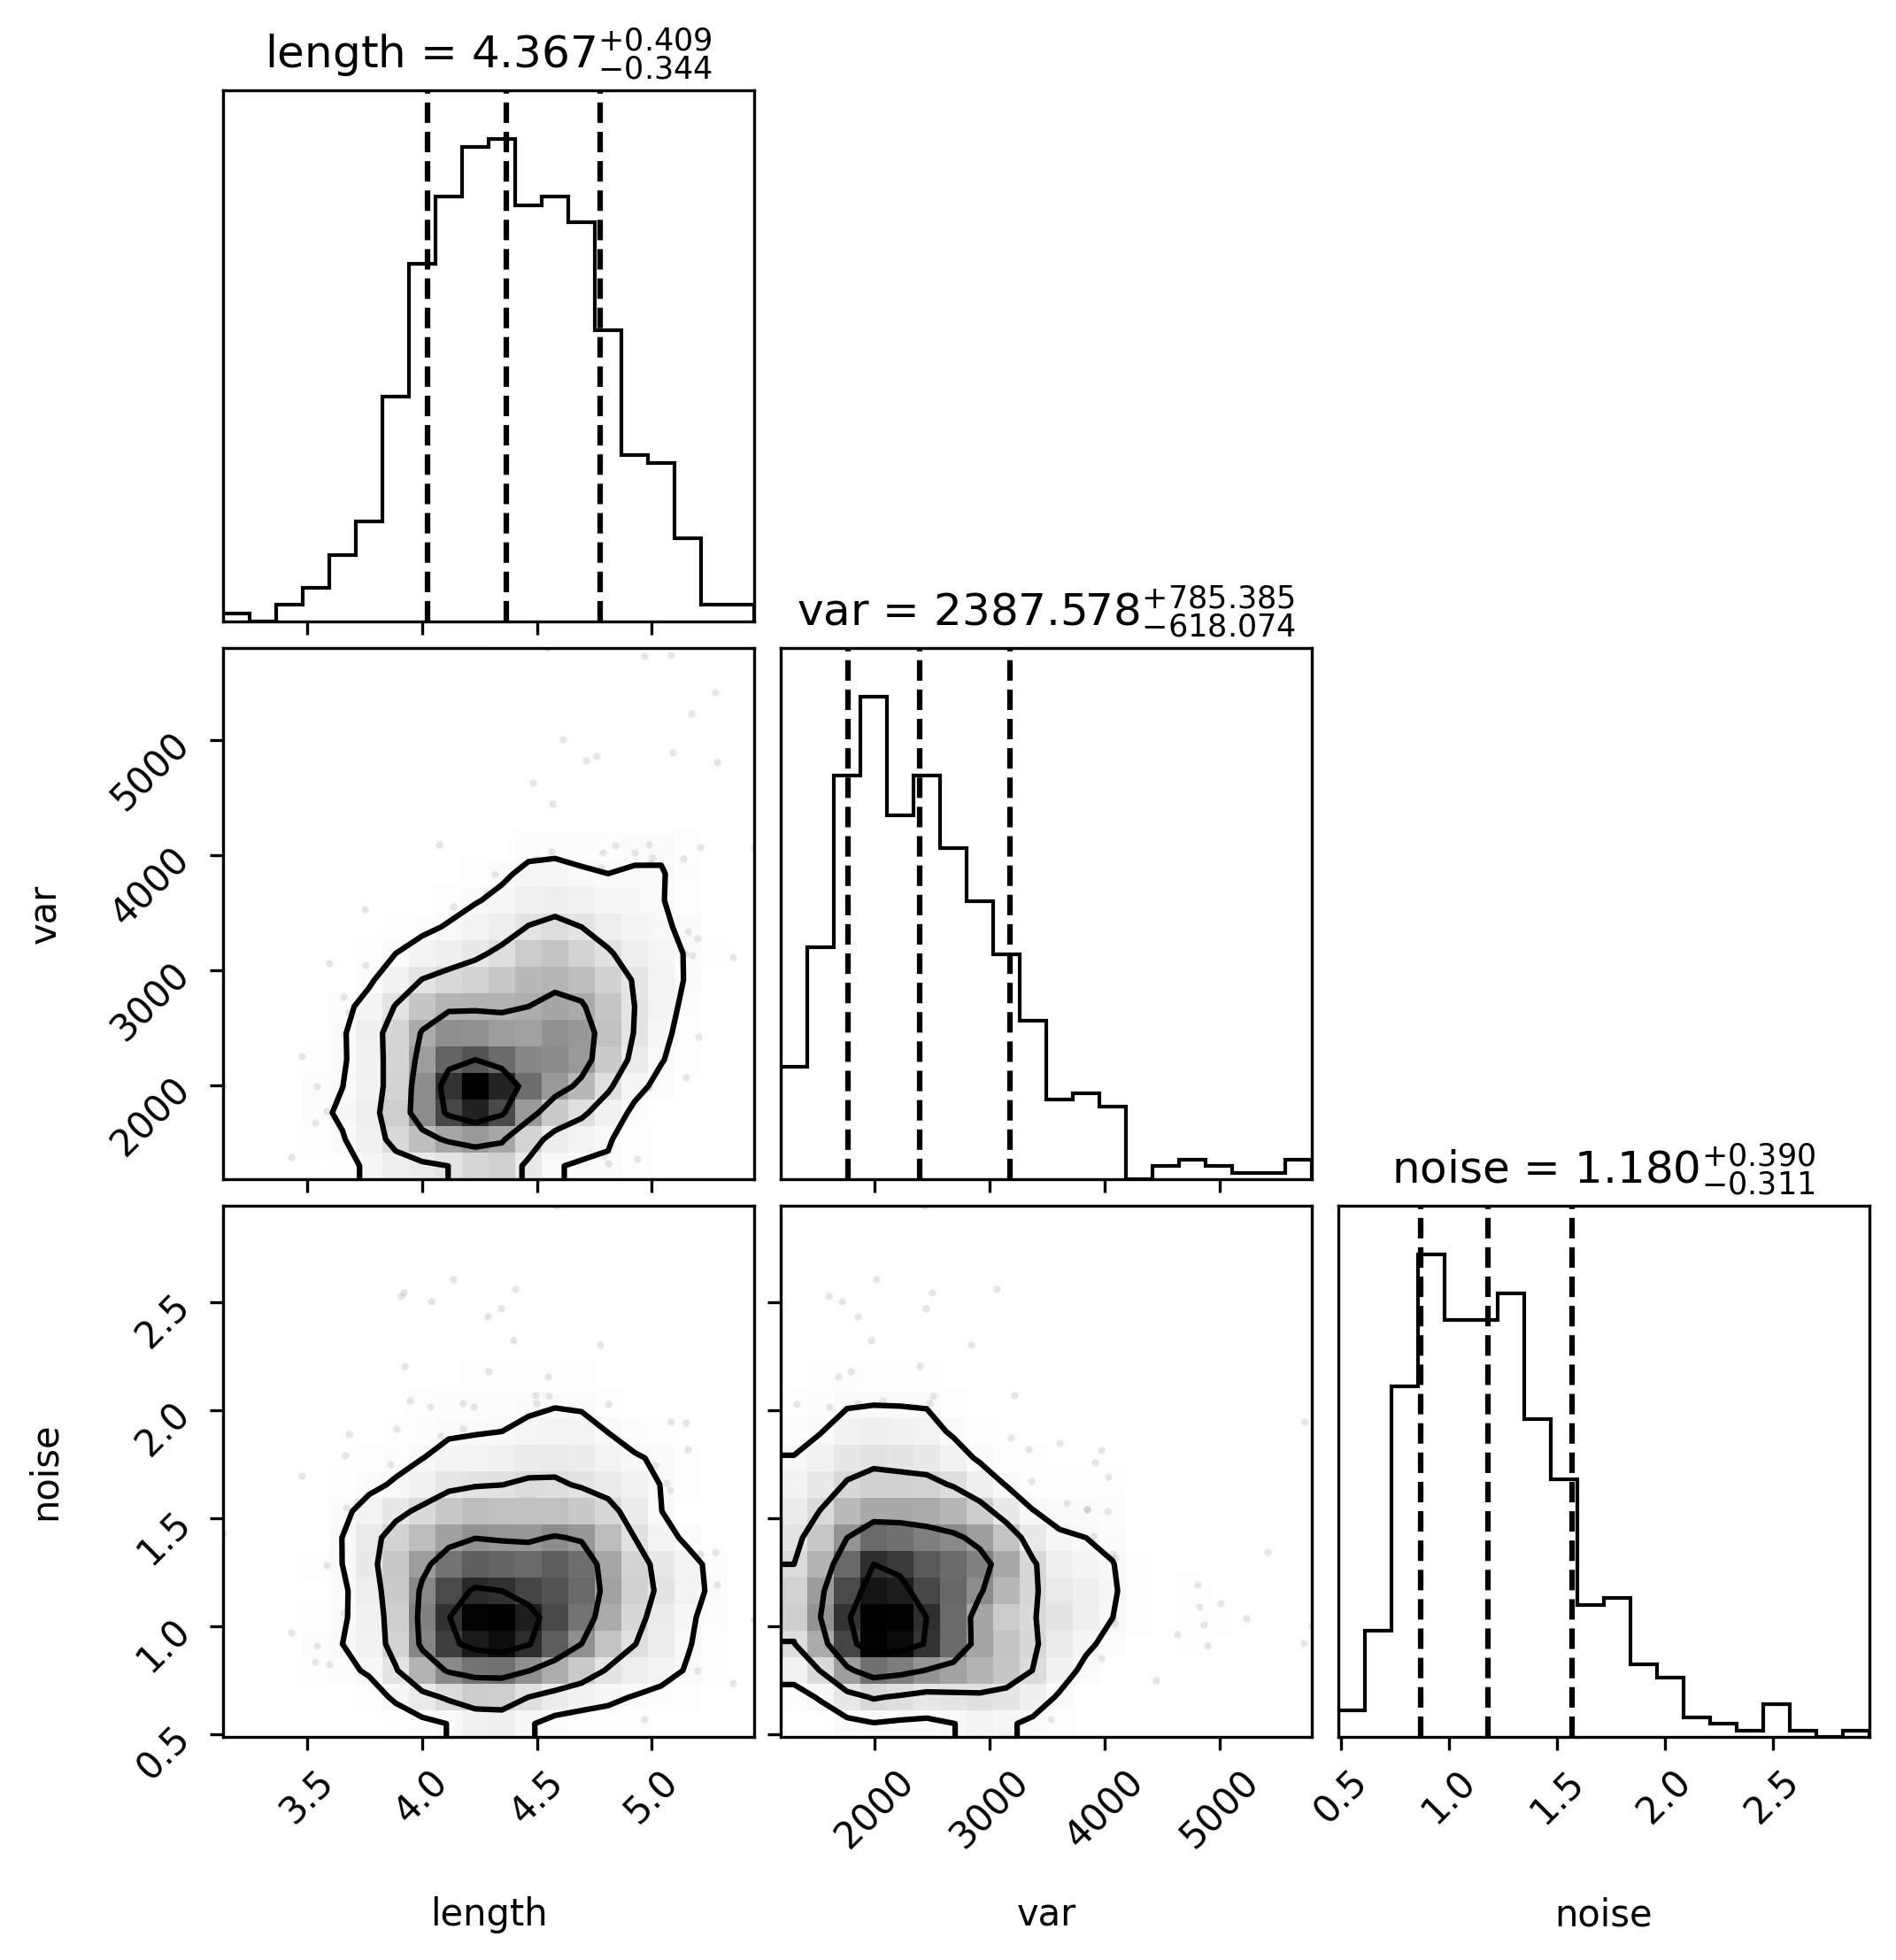 length = 4.367+0.409
−0.344
var = 2387.578+785.385
−618.074
5000
4000
3000
2000
var
noise = 1.180+0.390
−0.311
2.5
2.0
1.5
1.0
0.5
noise
3.5 4.0 4.5 5.0
2000 3000 4000 5000
0.5 1.0 1.5 2.0 2.5
length
var
noise